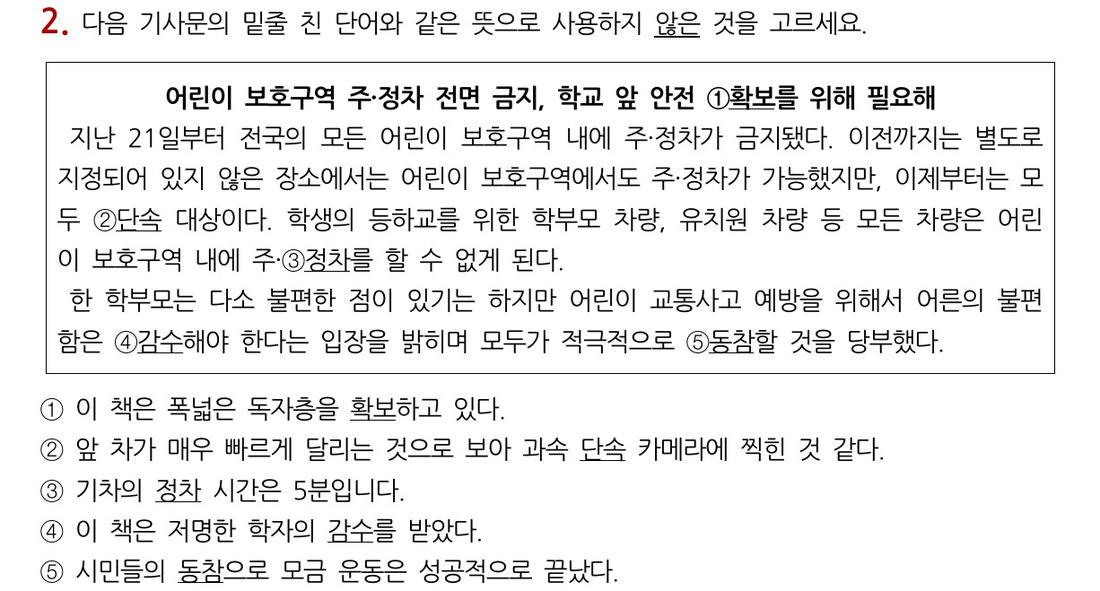 2. 다음 기사문의 밑줄 친 단어와 같은 뜻으로 사용하지 않은 것을 고르세요.
어린이 보호구역 주·정차 전면 금지, 학교 앞 안전 ①확보를 위해 필요해
지난 21일부터 전국의 모든 어린이 보호구역 내에 주·정차가 금지됐다. 이전까지는 별도로
지정되어 있지 않은 장소에서는 어린이 보호구역에서도 주·정차가 가능했지만, 이제부터는 모
두 ②단속 대상이다. 학생의 등하교를 위한 학부모 차량, 유치원 차량 등 모든 차량은 어린
이 보호구역 내에 주·③정차를 할 수 없게 된다.
한 학부모는 다소 불편한 점이 있기는 하지만 어린이 교통사고 예방을 위해서 어른의 불편
함은 ④감수해야 한다는 입장을 밝히며 모두가 적극적으로 ⑤동참할 것을 당부했다.
① 이 책은 폭넓은 독자층을 확보하고 있다.
② 앞 차가 매우 빠르게 달리는 것으로 보아 과속 단속 카메라에 찍힌 것 같다.
③ 기차의 정차 시간은 5분입니다.
④ 이 책은 저명한 학자의 감수를 받았다.
⑤ 시민들의 동참으로 모금 운동은 성공적으로 끝났다.